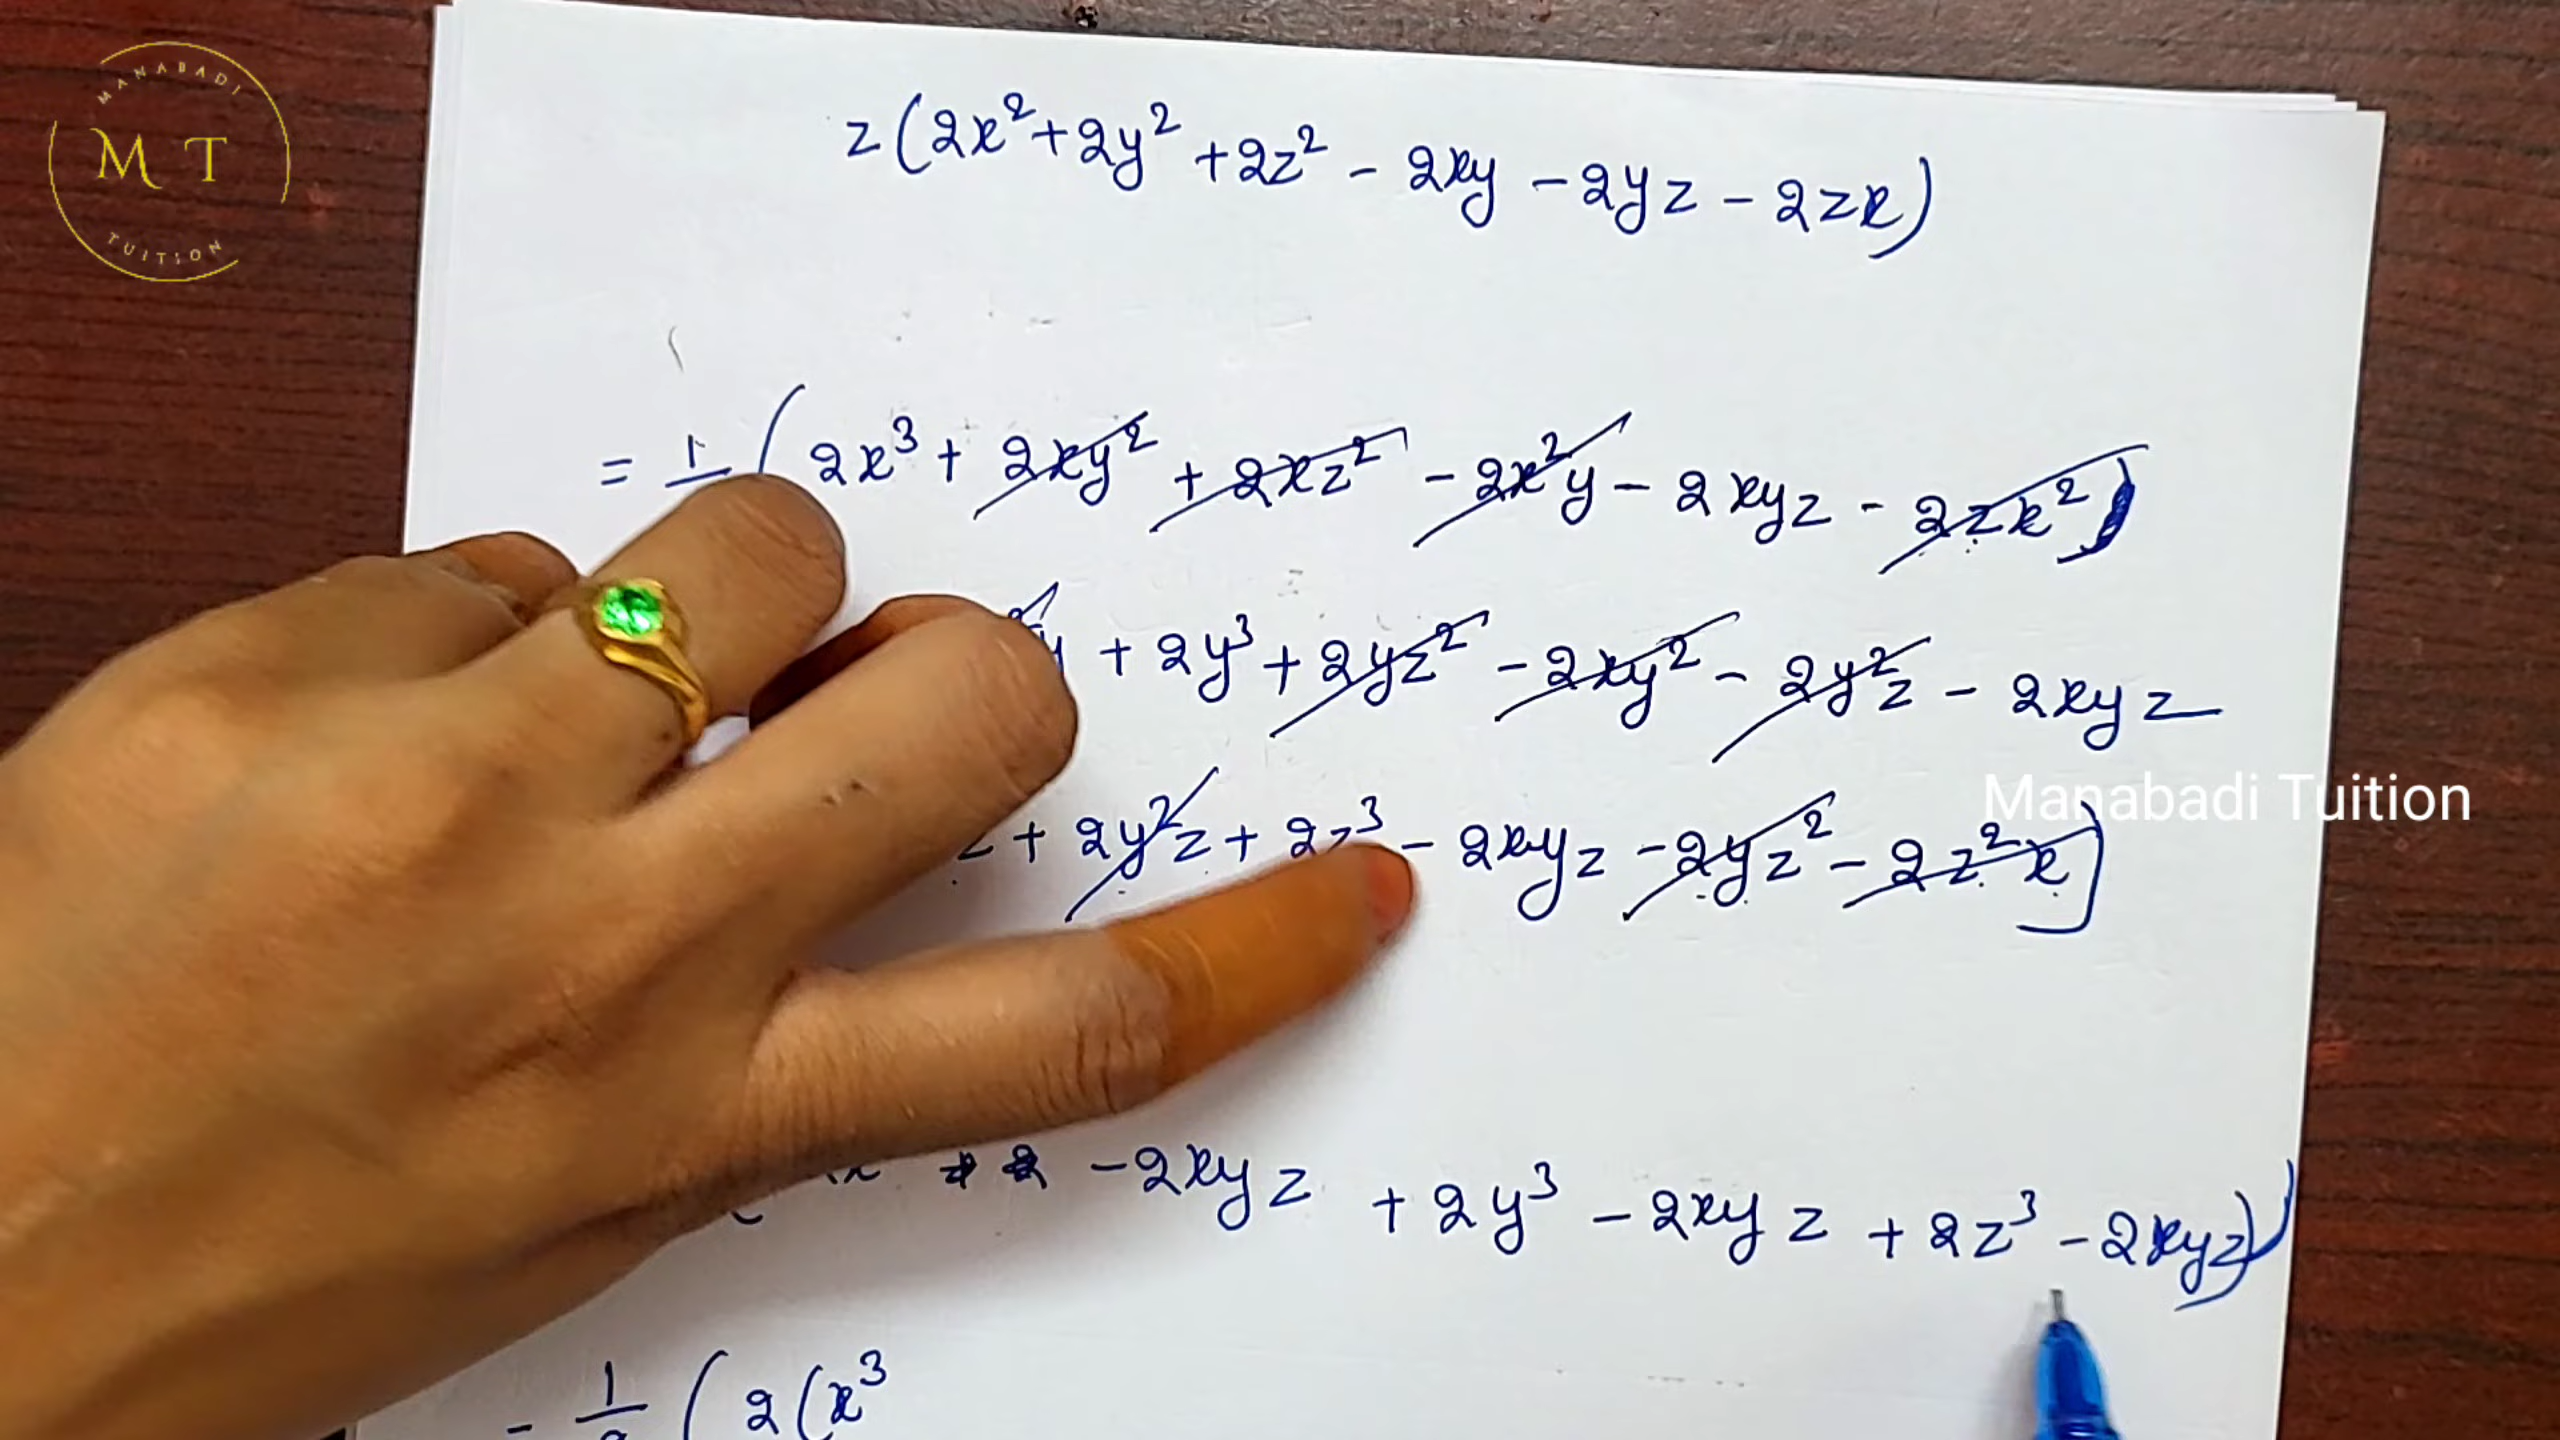 MANABADI
M T
TUITION
z(2x²+2y²+2z² - 2xy - 2yz - 2zx)
= 1 ( 2x³ + 2xy² + 2xz² - 2x²y - 2xyz - 2zx²)
y + 2y³ + 2yz² - 2xy² - 2y²z - 2xyz
Manabadi Tuition
z + 2y²z + 2z³ - 2xyz - 2yz² - 2z²x)
- 2xyz + 2y³ - 2xyz + 2z³ - 2xyz)
1 ( 2(x³